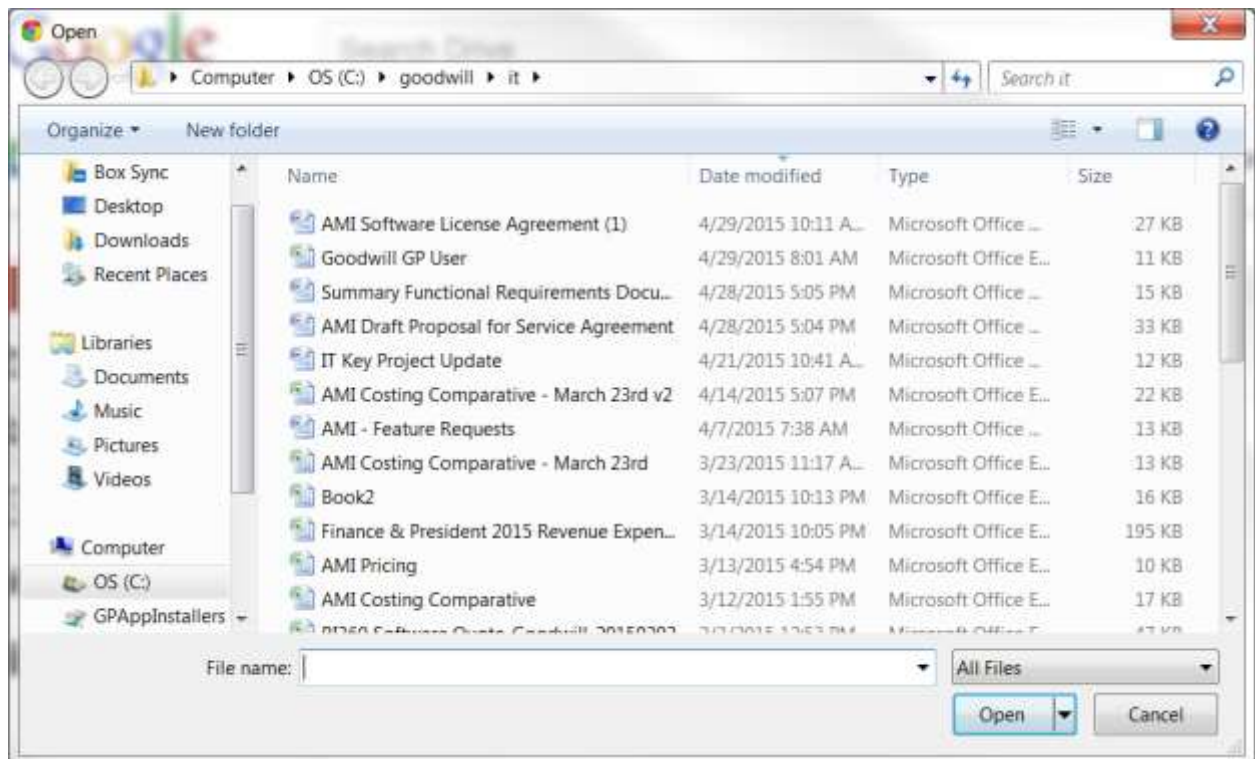 Open
Google
Search Drive
Computer OS (C:) goodwill it
Search it
Organize New folder
Box Sync
Desktop
Downloads
Recent Places
Libraries
Documents
Music
Pictures
Videos
Computer
OS (C:)
GPAppInstallers
Name Date modified Type Size
AMI Software License Agreement (1) 4/29/2015 10:11 A... Microsoft Office ... 27 KB
Goodwill GP User 4/29/2015 8:01 AM Microsoft Office E... 11 KB
Summary Functional Requirements Docu... 4/28/2015 5:05 PM Microsoft Office ... 15 KB
AMI Draft Proposal for Service Agreement 4/28/2015 5:04 PM Microsoft Office ... 33 KB
IT Key Project Update 4/21/2015 10:41 A... Microsoft Office ... 12 KB
AMI Costing Comparative - March 23rd v2 4/14/2015 5:07 PM Microsoft Office E... 22 KB
AMI - Feature Requests 4/7/2015 7:38 AM Microsoft Office ... 13 KB
AMI Costing Comparative - March 23rd 3/23/2015 11:17 A... Microsoft Office E... 13 KB
Book2 3/14/2015 10:13 PM Microsoft Office E... 16 KB
Finance & President 2015 Revenue Expen... 3/14/2015 10:05 PM Microsoft Office E... 195 KB
AMI Pricing 3/13/2015 4:54 PM Microsoft Office E... 10 KB
AMI Costing Comparative 3/12/2015 1:55 PM Microsoft Office E... 17 KB
File name: All Files
Open Cancel